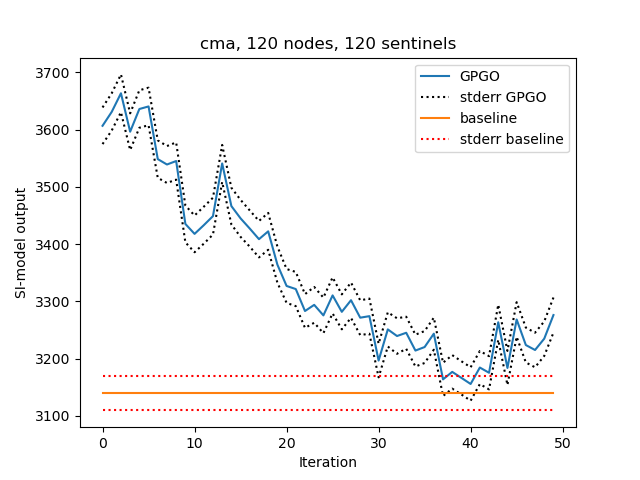 cma, 120 nodes, 120 sentinels
GPGO
stderr GPGO
baseline
stderr baseline
SI-model output
3700
3600
3500
3400
3300
3200
3100
0 10 20 30 40 50
Iteration